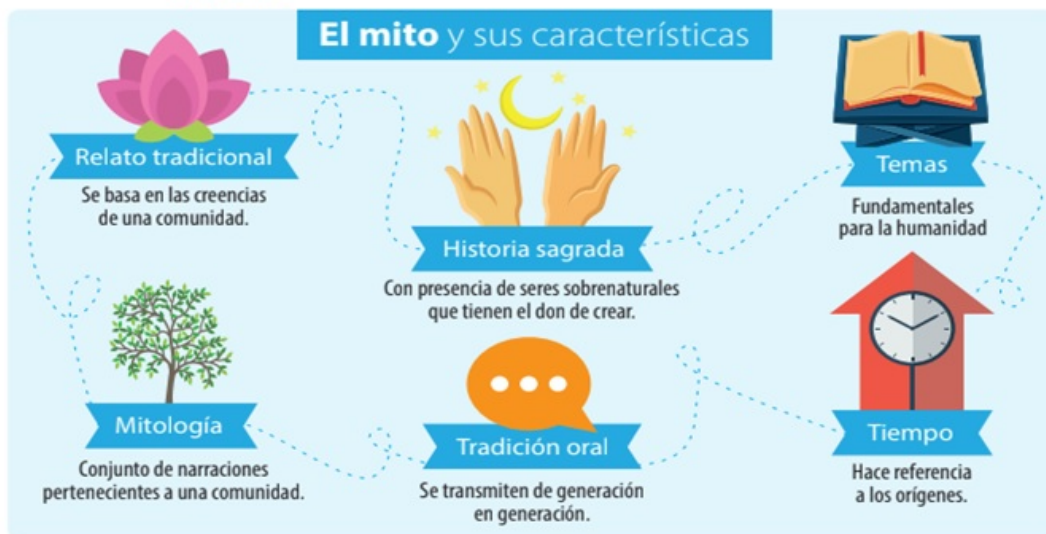 El mito y sus características
Relato tradicional
Se basa en las creencias
de una comunidad.
Historia sagrada
Con presencia de seres sobrenaturales
que tienen el don de crear.
Temas
Fundamentales
para la humanidad
Mitología
Conjunto de narraciones
pertenecientes a una comunidad.
Tradición oral
Se transmiten de generación
en generación.
Tiempo
Hace referencia
a los orígenes.